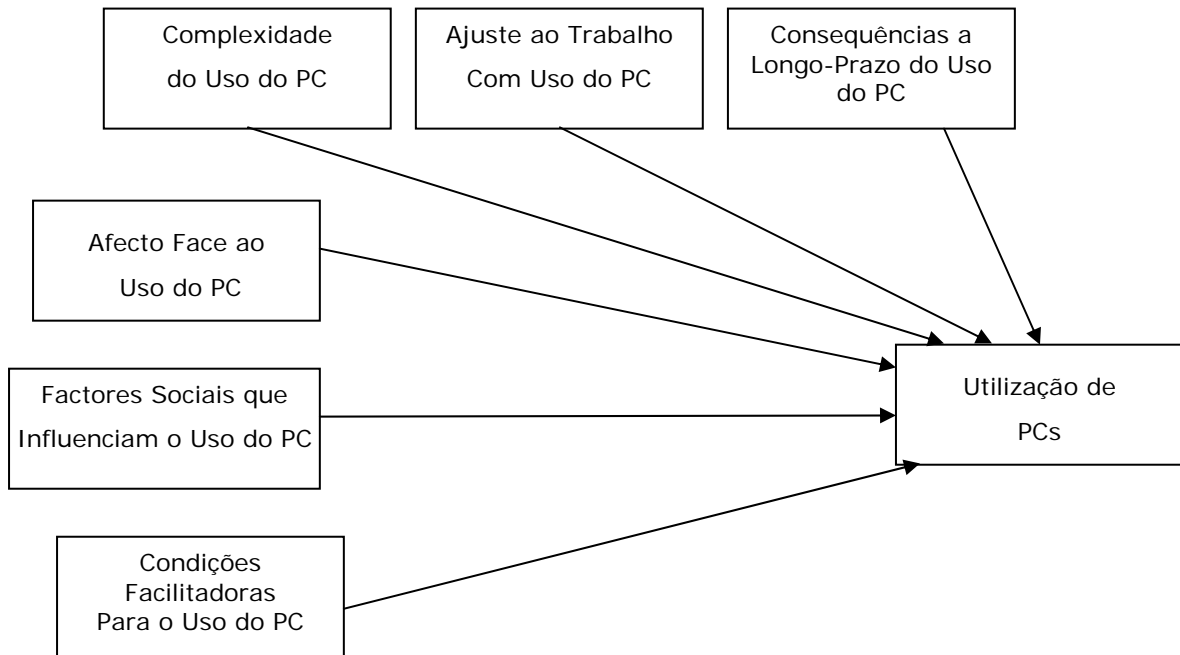 Complexidade
do Uso do PC
Ajuste ao Trabalho
Com Uso do PC
Consequências a
Longo-Prazo do Uso
do PC
Afecto Face ao
Uso do PC
Factores Sociais que
Influenciam o Uso do PC
Condições
Facilitadoras
Para o Uso do PC
Utilização de
PCs